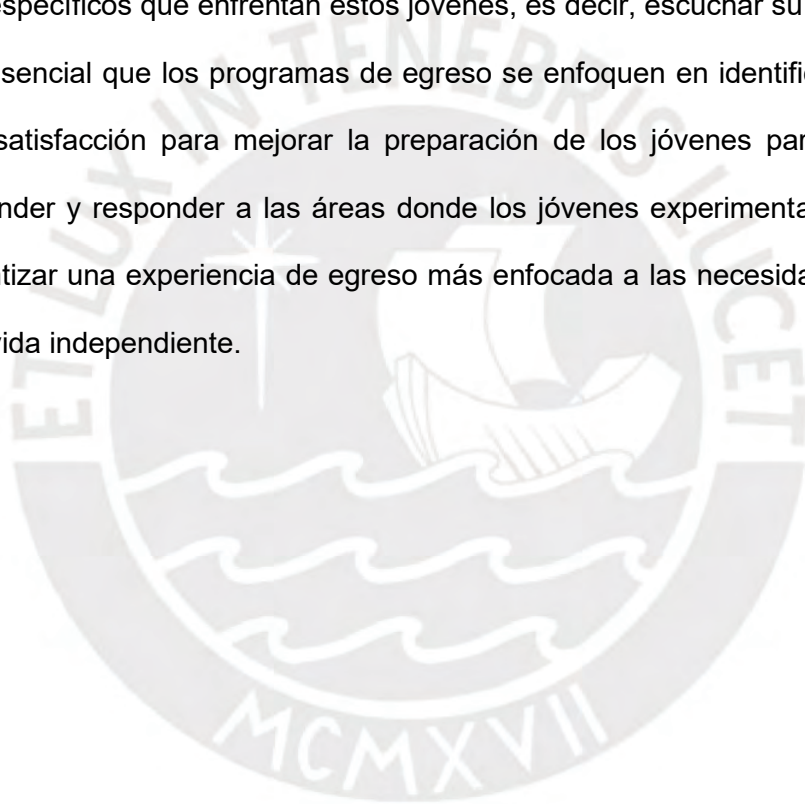 específicos que enfrentan estos jóvenes, es decir, escuchar su
sencial que los programas de egreso se enfoquen en identific
satisfacción para mejorar la preparación de los jóvenes par
nder y responder a las áreas donde los jóvenes experimenta
tizar una experiencia de egreso más enfocada a las necesida
vida independiente.
ET LUX IN TENEBRIS LUCET
MCMXVII